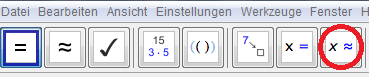 Datei Bearbeiten Ansicht Einstellungen Werkzeuge Fenster H
= ≈ ✓ 15 3·5 (()) 7 x = x ≈